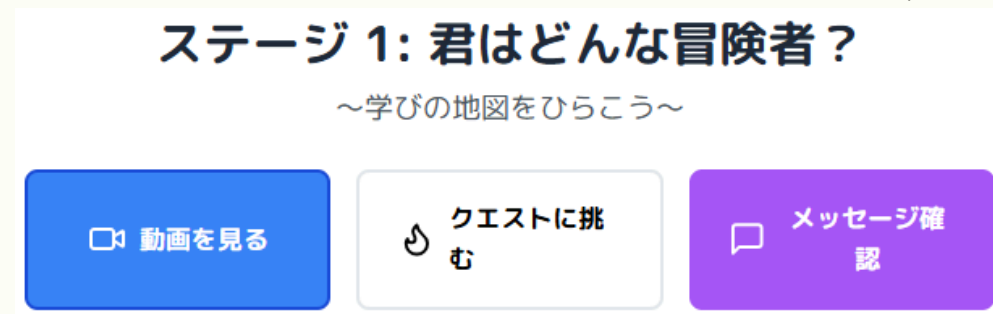 ステージ 1: 君はどんな冒険者？
〜学びの地図をひらこう〜
動画を見る
クエストに挑
む
メッセージ確
認